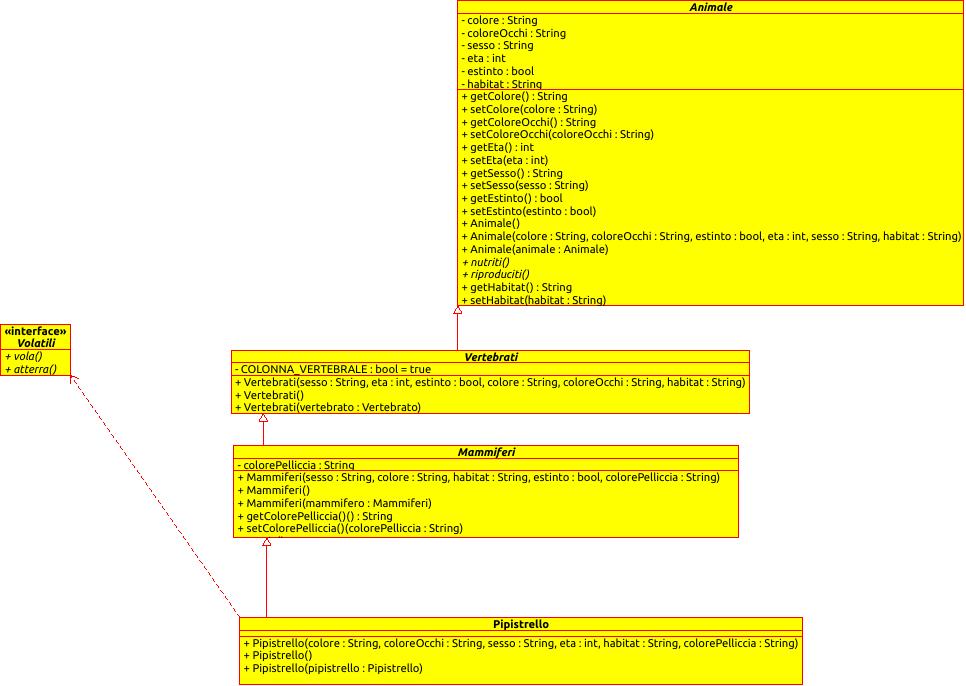 Animale
- colore : String
- coloreOcchi : String
- sesso : String
- eta : int
- estinto : bool
- habitat : String
+ getColore() : String
+ setColore(colore : String)
+ getColoreOcchi() : String
+ setColoreOcchi(coloreOcchi : String)
+ getEta() : int
+ setEta(eta : int)
+ getSesso() : String
+ setSesso(sesso : String)
+ getEstinto() : bool
+ setEstinto(estinto : bool)
+ Animale()
+ Animale(colore : String, coloreOcchi : String, estinto : bool, eta : int, sesso : String, habitat : String)
+ Animale(animale : Animale)
+ nutriti()
+ riproduciti()
+ getHabitat() : String
+ setHabitat(habitat : String)
«interface»
Volatili
+ vola()
+ atterra()
Vertebrati
- COLONNA_VERTEBRALE : bool = true
+ Vertebrati(sesso : String, eta : int, estinto : bool, colore : String, coloreOcchi : String, habitat : String)
+ Vertebrati()
+ Vertebrati(vertebrato : Vertebrato)
Mammiferi
- colorePelliccia : String
+ Mammiferi(sesso : String, colore : String, habitat : String, estinto : bool, colorePelliccia : String)
+ Mammiferi()
+ Mammiferi(mammifero : Mammiferi)
+ getColorePelliccia()() : String
+ setColorePelliccia()(colorePelliccia : String)
Pipistrello
+ Pipistrello(colore : String, coloreOcchi : String, sesso : String, eta : int, habitat : String, colorePelliccia : String)
+ Pipistrello()
+ Pipistrello(pipistrello : Pipistrello)